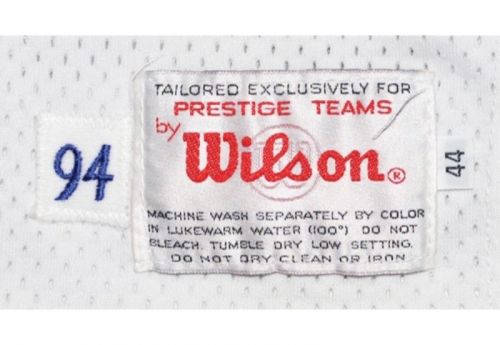 TAILORED EXCLUSIVELY FOR
PRESTIGE TEAMS
by
Wilson®
94
44
MACHINE WASH SEPARATELY BY COLOR
IN LUKEWARM WATER (100°) DO NOT
BLEACH. TUMBLE DRY LOW SETTING.
DO NOT DRY CLEAN OR IRON